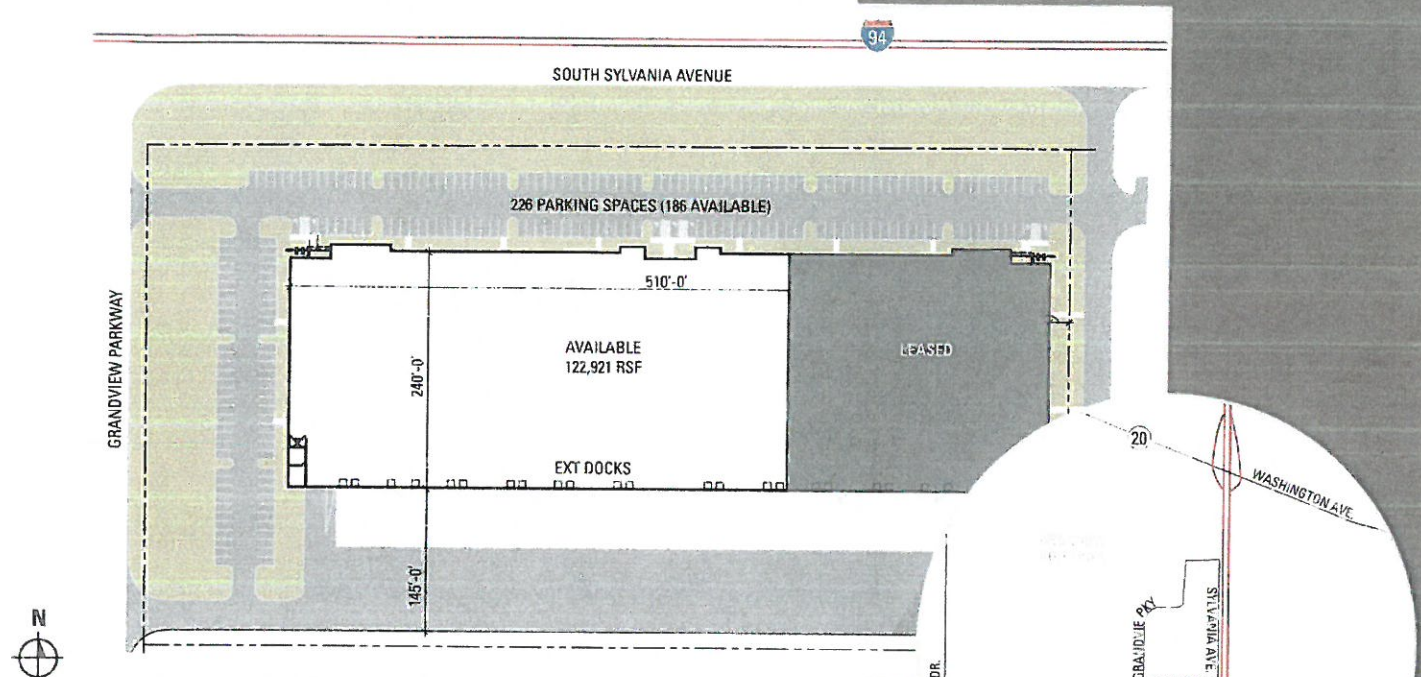 94
SOUTH SYLVANIA AVENUE
226 PARKING SPACES (186 AVAILABLE)
510'-0'
GRANDVIEW PARKWAY
240'-0'
AVAILABLE
122,921 RSF
LEASED
EXT DOCKS
145'-0'
N
20
WASHINGTON AVE.
GRANDVIE PKY
SYLVANIA AVE.
DR.